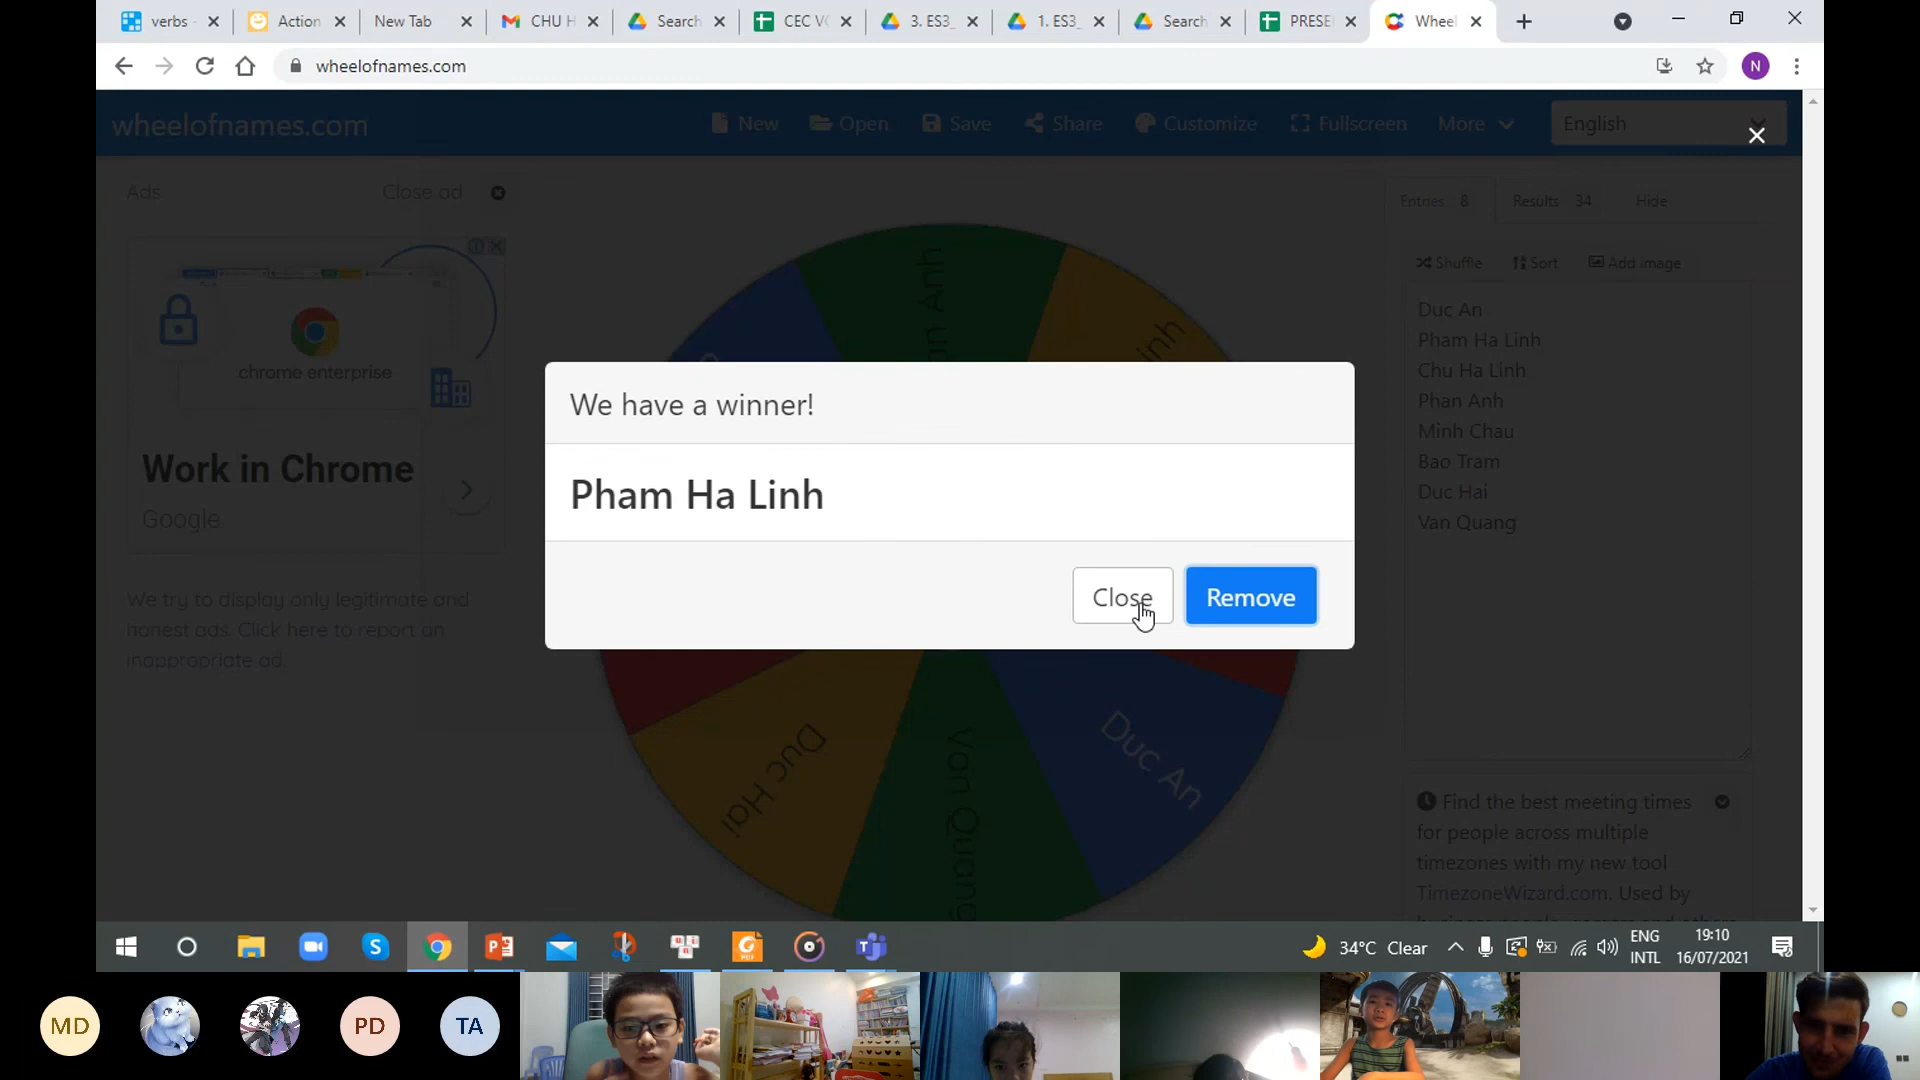 verbs
Action
New Tab
CHU H
Search
CEC VO
3. ES3_
1. ES3_
Search
PRESE
Wheel
wheelofnames.com
N
wheelofnames.com
New
Open
Save
Share
Customize
Fullscreen
More
English
Ads
Close ad
Entries 8
Results 34
Hide
Shuffle
Sort
Add image
chrome enterprise
Work in Chrome
Google
We try to display only legitimate and
honest ads. Click here to report an
inappropriate ad.
We have a winner!
Pham Ha Linh
Close
Remove
Duc An
Pham Ha Linh
Chu Ha Linh
Phan Anh
Minh Chau
Bao Tram
Duc Hai
Van Quang
an Anh
inh
Duc Hai
Van Quang
Duc An
Find the best meeting times
for people across multiple
timezones with my new tool
TimezoneWizard.com. Used by
34°C Clear
ENG
INTL
19:10
16/07/2021
MD
PD
TA